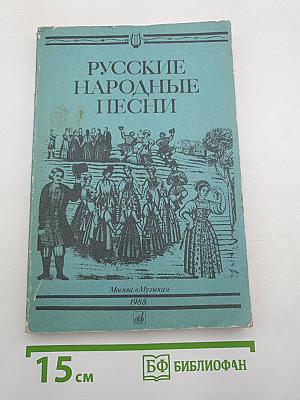 РУССКИЕ
НАРОДНЫЕ
ПЕСНИ
Москва «Музыка»
1988
15 см
БФ БИБЛИОФАН